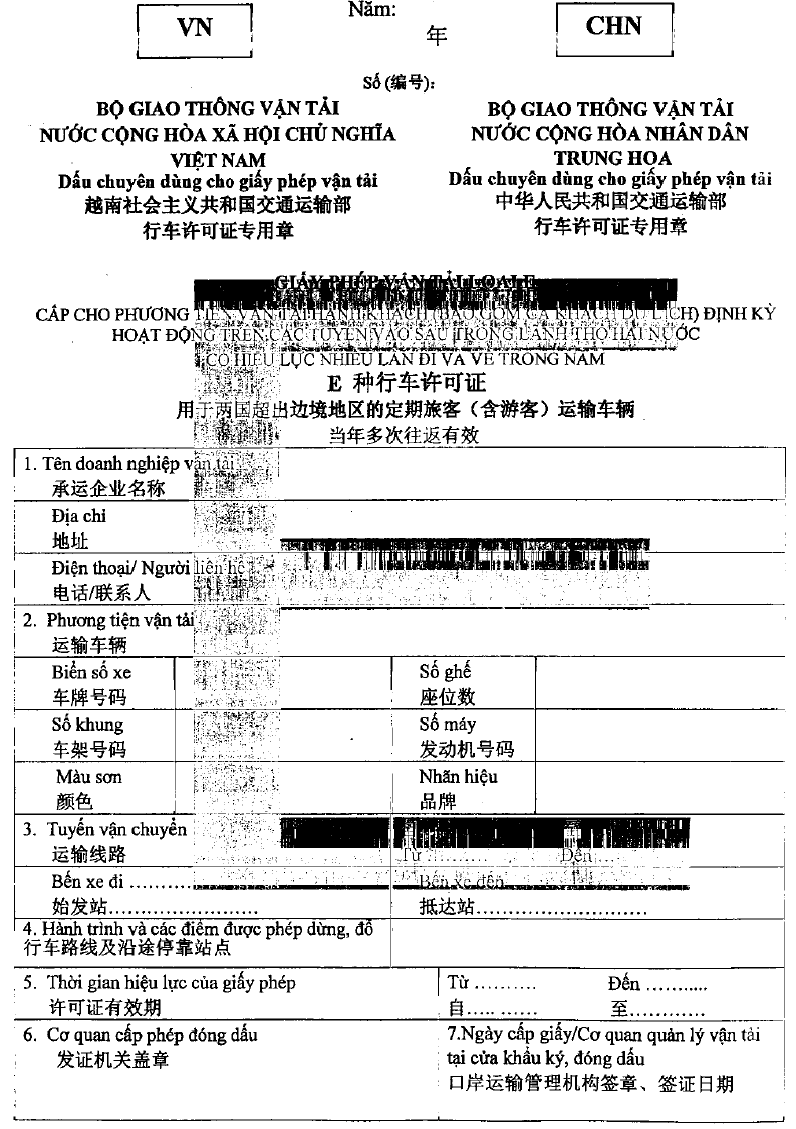 VN
Năm:
年
CHN
Số (编号):
BỘ GIAO THÔNG VẬN TẢI
NƯỚC CỘNG HÒA XÃ HỘI CHỦ NGHĨA
VIỆT NAM
Dấu chuyên dùng cho giấy phép vận tải
越南社会主义共和国交通运输部
行车许可证专用章
BỘ GIAO THÔNG VẬN TẢI
NƯỚC CỘNG HÒA NHÂN DÂN
TRUNG HOA
Dấu chuyên dùng cho giấy phép vận tải
中华人民共和国交通运输部
行车许可证专用章
GIẤY PHÉP VẬN TẢI LOẠI E
CẤP CHO PHƯƠNG TIỆN VẬN TẢI HÀNH KHÁCH (BAO GỒM CẢ KHÁCH DU LỊCH) ĐỊNH KỲ
HOẠT ĐỘNG TRÊN CÁC TUYẾN VÀO SÂU TRONG LÃNH THỔ HAI NƯỚC
CÓ HIỆU LỰC NHIỀU LẦN ĐI VÀ VỀ TRONG NĂM
E 种行车许可证
用于两国超出边境地区的定期旅客（含游客）运输车辆
当年多次往返有效
1. Tên doanh nghiệp vận tải
承运企业名称
Địa chỉ
地址
Điện thoại/ Người liên hệ
电话/联系人
2. Phương tiện vận tải
运输车辆
Biển số xe
车牌号码
Số ghế
座位数
Số khung
车架号码
Số máy
发动机号码
Màu sơn
颜色
Nhãn hiệu
品牌
3. Tuyến vận chuyển
运输线路
Từ ………. Đến….
Bến xe đi ……….
始发站…………………….
Bến xe đến
抵达站……………………….
4. Hành trình và các điểm được phép dừng, đỗ
行车路线及沿途停靠站点
5. Thời gian hiệu lực của giấy phép
许可证有效期
Từ ………. Đến ………....
自…..…… 至…………
6. Cơ quan cấp phép đóng dấu
发证机关盖章
7.Ngày cấp giấy/Cơ quan quản lý vận tải
tại cửa khẩu ký, đóng dấu
口岸运输管理机构签章、签证日期